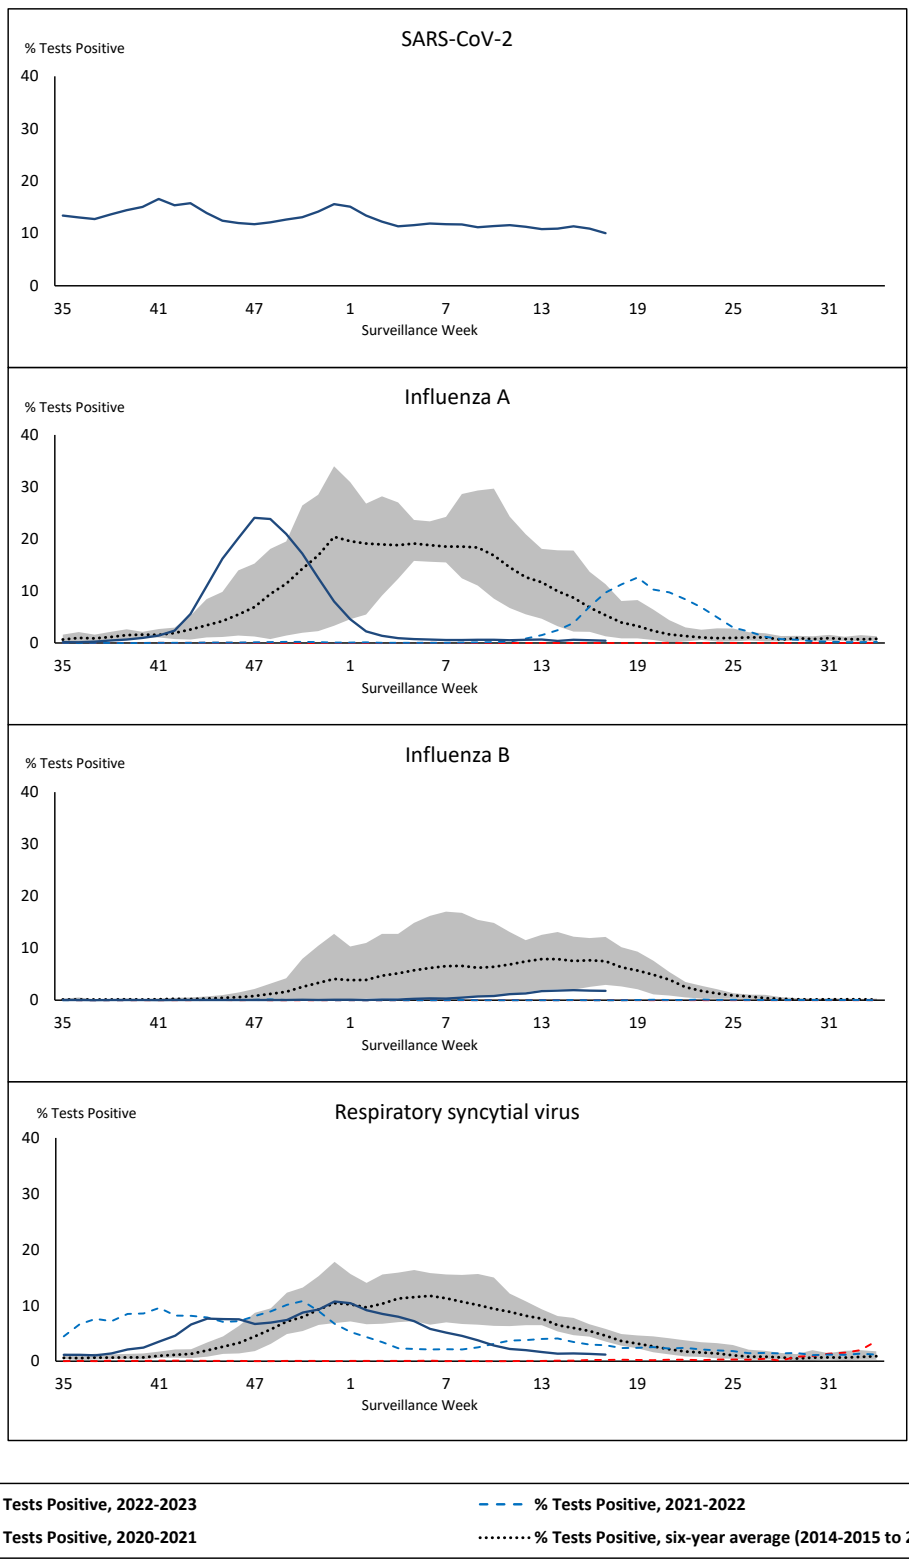 SARS-CoV-2
% Tests Positive
40
30
20
10
0
35 41 47 1 7 13 19 25 31
Surveillance Week
Influenza A
% Tests Positive
40
30
20
10
0
35 41 47 1 7 13 19 25 31
Surveillance Week
Influenza B
% Tests Positive
40
30
20
10
0
35 41 47 1 7 13 19 25 31
Surveillance Week
Respiratory syncytial virus
% Tests Positive
40
30
20
10
0
35 41 47 1 7 13 19 25 31
Surveillance Week
Tests Positive, 2022-2023 % Tests Positive, 2021-2022
Tests Positive, 2020-2021 % Tests Positive, six-year average (2014-2015 to